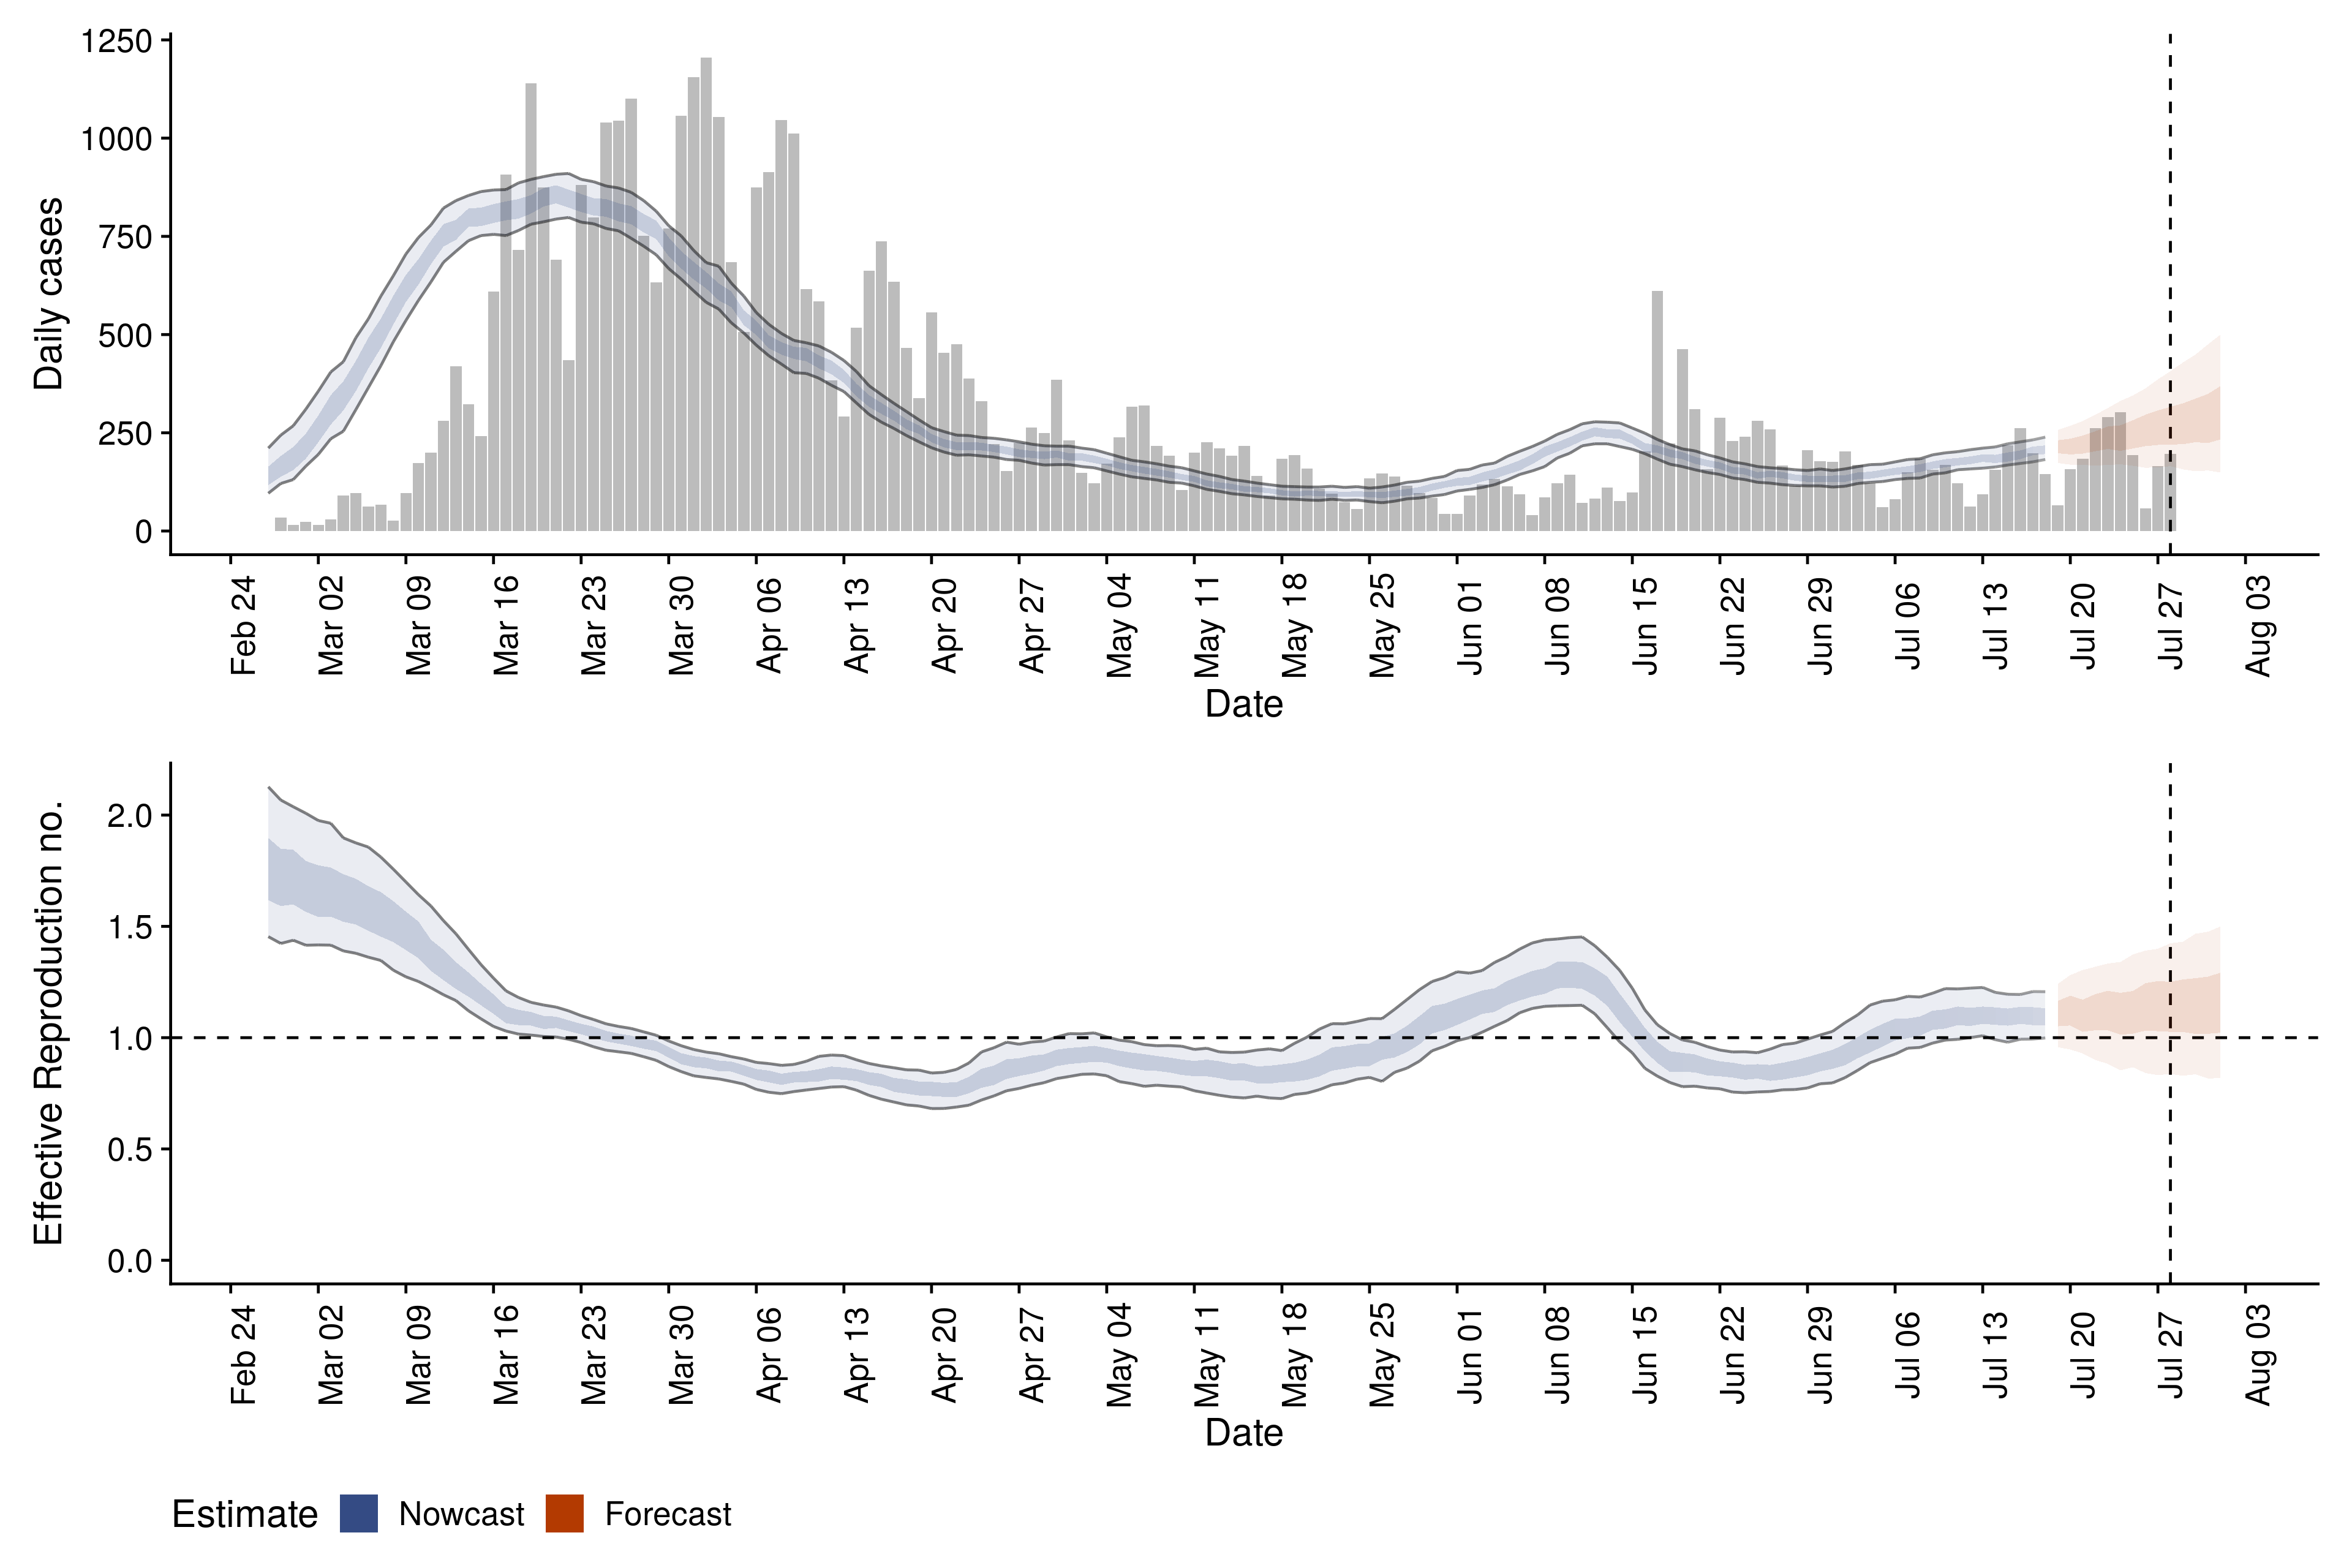 1250
1000
750
500
250
0
Daily cases
Feb 24
Mar 02
Mar 09
Mar 16
Mar 23
Mar 30
Apr 06
Apr 13
Apr 20
Apr 27
May 04
May 11
May 18
May 25
Jun 01
Jun 08
Jun 15
Jun 22
Jun 29
Jul 06
Jul 13
Jul 20
Jul 27
Aug 03
Date
2.0
1.5
1.0
0.5
0.0
Effective Reproduction no.
Feb 24
Mar 02
Mar 09
Mar 16
Mar 23
Mar 30
Apr 06
Apr 13
Apr 20
Apr 27
May 04
May 11
May 18
May 25
Jun 01
Jun 08
Jun 15
Jun 22
Jun 29
Jul 06
Jul 13
Jul 20
Jul 27
Aug 03
Date
Estimate Nowcast Forecast